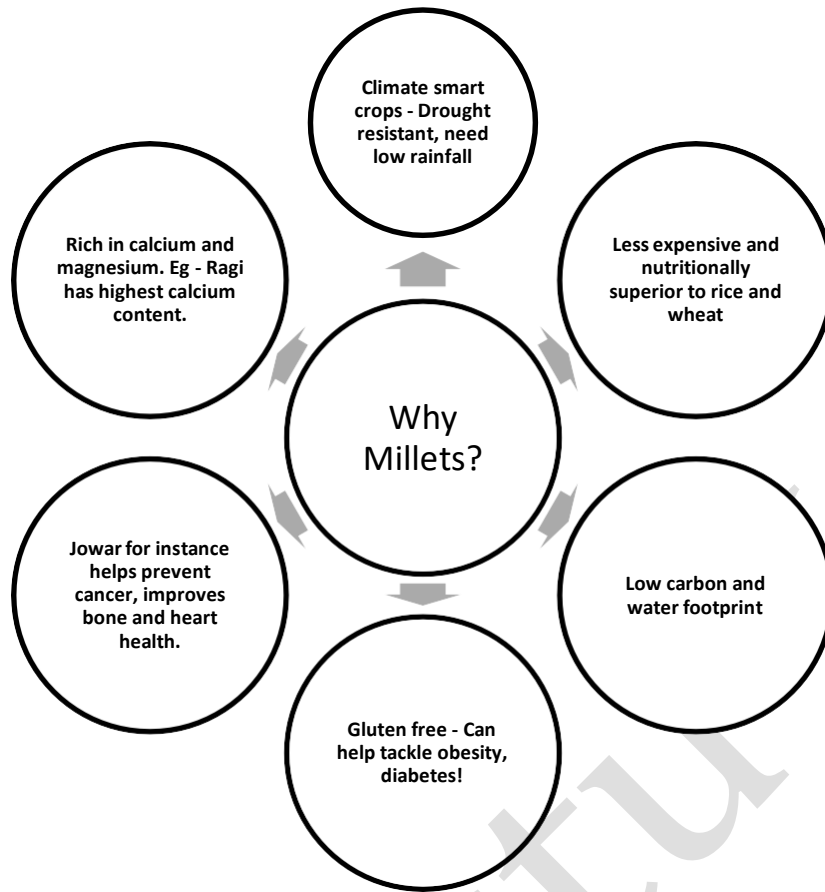 Climate smart
crops - Drought
resistant, need
low rainfall
Less expensive and
nutritionally
superior to rice and
wheat
Low carbon and
water footprint
Gluten free - Can
help tackle obesity,
diabetes!
Jowar for instance
helps prevent
cancer, improves
bone and heart
health.
Rich in calcium and
magnesium. Eg - Ragi
has highest calcium
content.
Why
Millets?